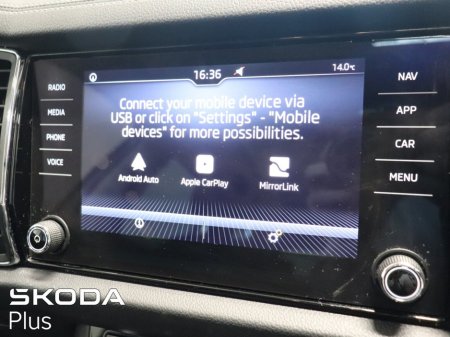 16:36
14.0°c
RADIO
MEDIA
PHONE
VOICE
Connect your mobile device via
USB or click on "Settings" - "Mobile
devices" for more possibilities.
Android Auto
Apple CarPlay
MirrorLink
NAV
APP
CAR
MENU
ŠKODA
Plus